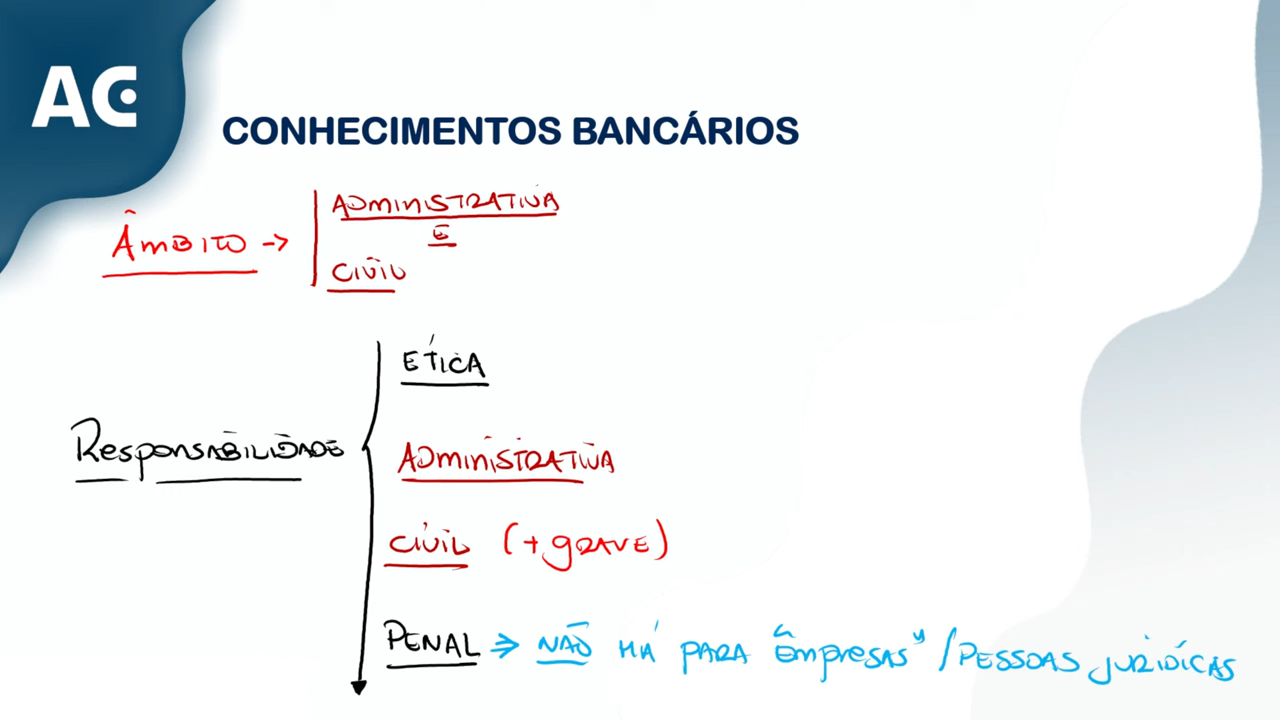 AC
CONHECIMENTOS BANCÁRIOS
ÂMBITO → ADMINISTRATIVA
E
CIVIL
RESPONSABILIDADE
ÉTICA
ADMINISTRATIVA
CIVIL (+ GRAVE)
PENAL → NÃO HÁ PARA "EMPRESAS" / PESSOAS JURÍDICAS